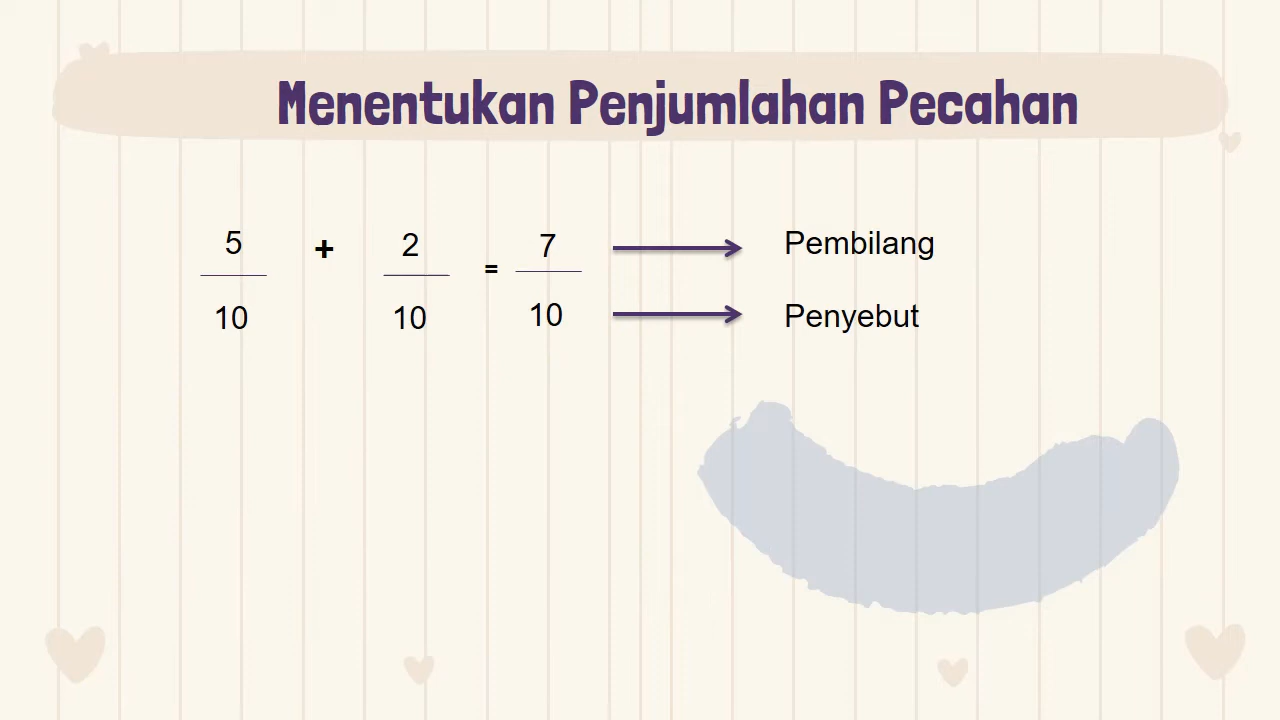 Menentukan Penjumlahan Pecahan
5 + 2 = 7 Pembilang
10 10 10 Penyebut